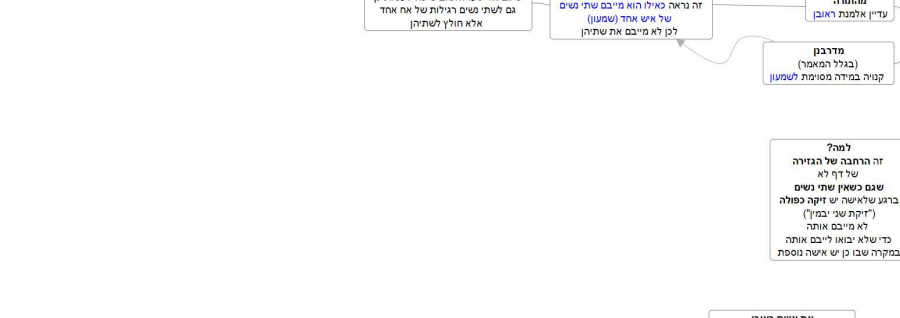 מהתורה
עדיין אלמנת ראובן
זה נראה כאילו הוא מייבם שתי נשים
של איש אחד (שמעון)
לכן לא מייבם את שתיהן
גם לשתי נשים רגילות של אח אחד
אלא חולץ לשתיהן
מדרבנן
(בגלל המאמר)
קנויה במידה מסוימת לשמעון
למה?
זה הרחבה של הגזירה
של דף לא
שגם כשאין שתי נשים
ברגע שלאישה יש זיקה כפולה
("זיקת שני יבמין")
לא מייבם אותה
כדי שלא יבואו לייבם אותה
במקרה שבו כן יש אישה נוספת